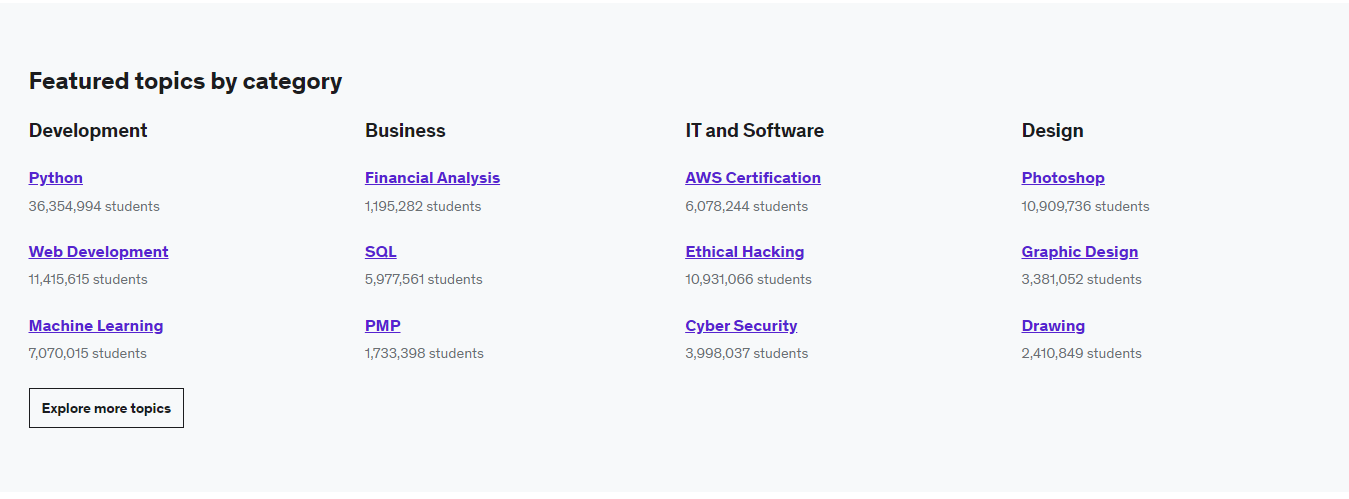 Featured topics by category
Development
Python
36,354,994 students
Web Development
11,415,615 students
Machine Learning
7,070,015 students
Business
Financial Analysis
1,195,282 students
SQL
5,977,561 students
PMP
1,733,398 students
IT and Software
AWS Certification
6,078,244 students
Ethical Hacking
10,931,066 students
Cyber Security
3,998,037 students
Design
Photoshop
10,909,736 students
Graphic Design
3,381,052 students
Drawing
2,410,849 students
Explore more topics